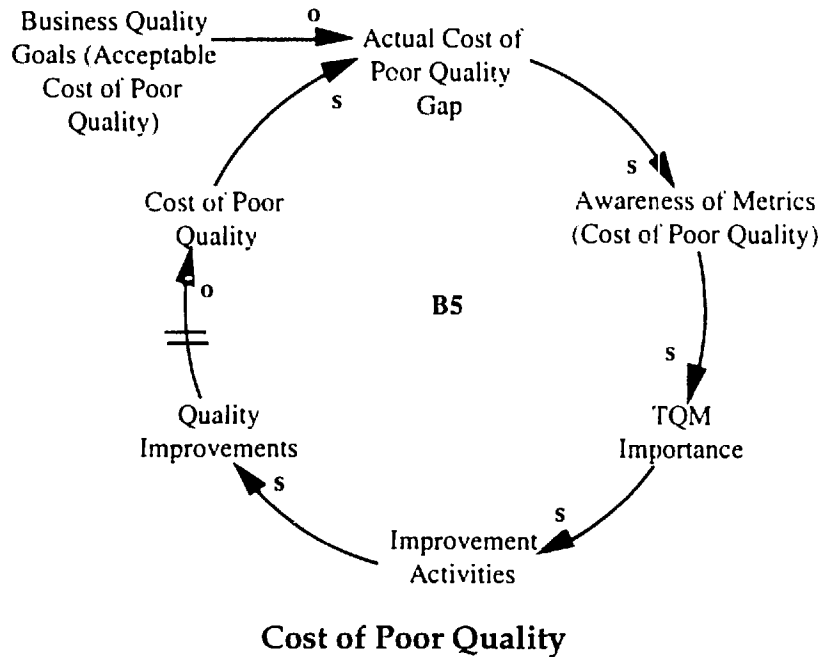 Business Quality
Goals (Acceptable
Cost of Poor
Quality)
o
Actual Cost of
Poor Quality
Gap
s
s
Cost of Poor
Quality
Awareness of Metrics
(Cost of Poor Quality)
o
B5
s
Quality
Improvements
TQM
Importance
s
s
Improvement
Activities
Cost of Poor Quality